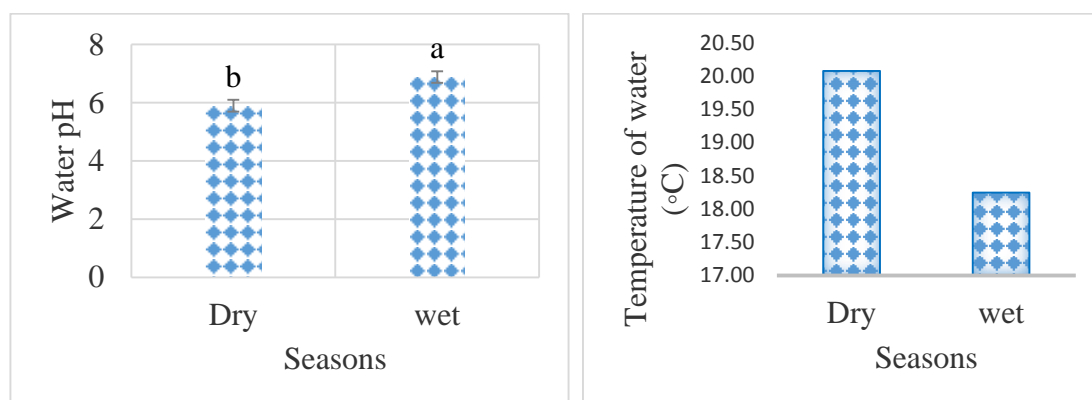 Water pH
8
6
4
2
0
b
a
Dry wet
Seasons
Temperature of water
(∘C)
20.50
20.00
19.50
19.00
18.50
18.00
17.50
17.00
Dry wet
Seasons